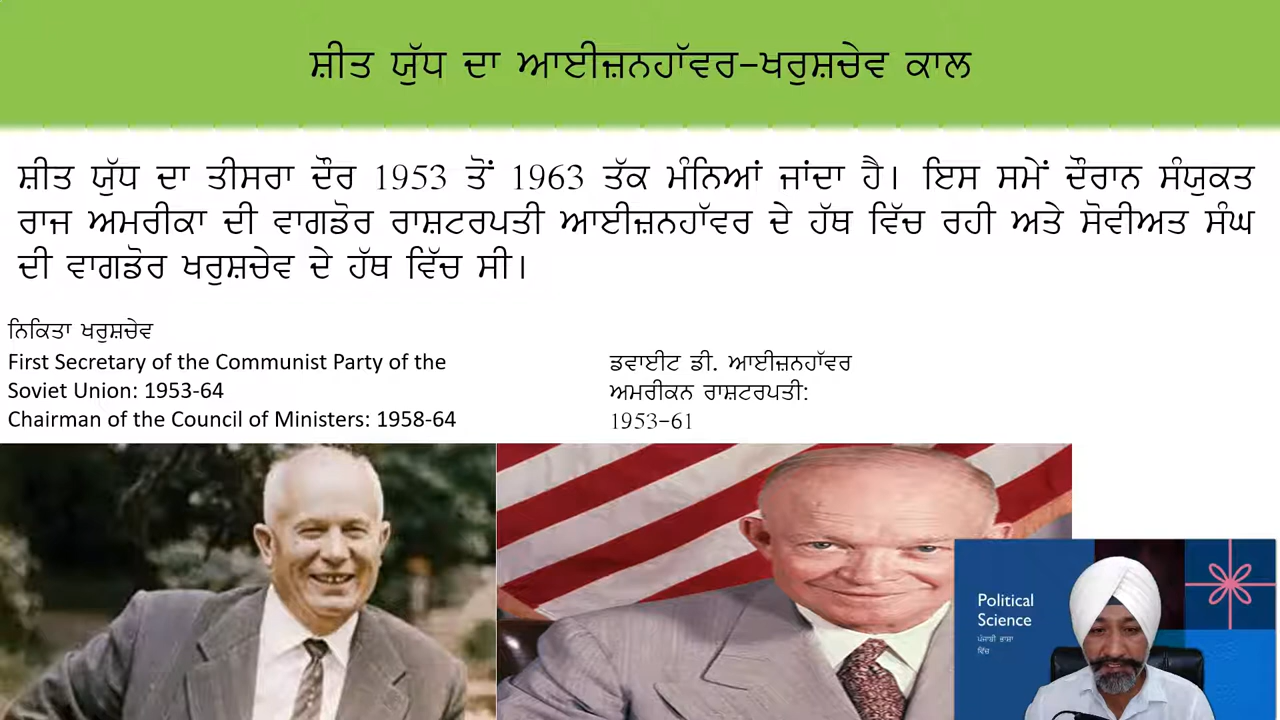 ਸ਼ੀਤ ਯੁੱਧ ਦਾ ਆਈਜ਼ਨਹਾੱਵਰ-ਖਰੁਸ਼ਚੇਵ ਕਾਲ
ਸ਼ੀਤ ਯੁੱਧ ਦਾ ਤੀਸਰਾ ਦੌਰ 1953 ਤੋਂ 1963 ਤੱਕ ਮੰਨਿਆਂ ਜਾਂਦਾ ਹੈ। ਇਸ ਸਮੇਂ ਦੌਰਾਨ ਸੰਯੁਕਤ
ਰਾਜ ਅਮਰੀਕਾ ਦੀ ਵਾਗਡੋਰ ਰਾਸ਼ਟਰਪਤੀ ਆਈਜ਼ਨਹਾੱਵਰ ਦੇ ਹੱਥ ਵਿੱਚ ਰਹੀ ਅਤੇ ਸੋਵੀਅਤ ਸੰਘ
ਦੀ ਵਾਗਡੋਰ ਖਰੁਸ਼ਚੇਵ ਦੇ ਹੱਥ ਵਿੱਚ ਸੀ।
ਨਿਕਿਤਾ ਖਰੁਸ਼ਚੇਵ
First Secretary of the Communist Party of the
Soviet Union: 1953-64
Chairman of the Council of Ministers: 1958-64
ਡਵਾਈਟ ਡੀ. ਆਈਜ਼ਨਹਾੱਵਰ
ਅਮਰੀਕਨ ਰਾਸ਼ਟਰਪਤੀ:
1953-61
Political
Science
ਪੰਜਾਬੀ ਭਾਸ਼ਾ
ਵਿੱਚ